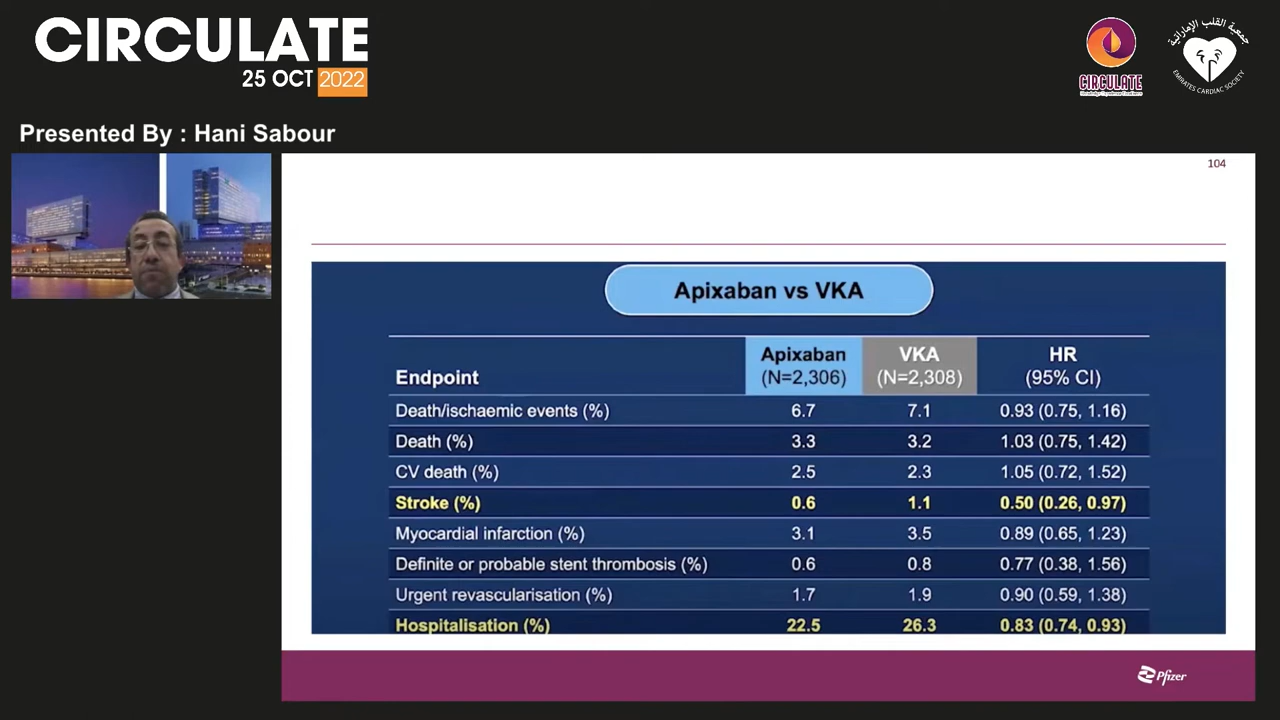 CIRCULATE
25 OCT 2022
CIRCULATE
جمعية القلب الإماراتية
EMIRATES CARDIAC SOCIETY
Presented By : Hani Sabour
104
Apixaban vs VKA
Endpoint Apixaban (N=2,306) VKA (N=2,308) HR (95% CI)
Death/ischaemic events (%) 6.7 7.1 0.93 (0.75, 1.16)
Death (%) 3.3 3.2 1.03 (0.75, 1.42)
CV death (%) 2.5 2.3 1.05 (0.72, 1.52)
Stroke (%) 0.6 1.1 0.50 (0.26, 0.97)
Myocardial infarction (%) 3.1 3.5 0.89 (0.65, 1.23)
Definite or probable stent thrombosis (%) 0.6 0.8 0.77 (0.38, 1.56)
Urgent revascularisation (%) 1.7 1.9 0.90 (0.59, 1.38)
Hospitalisation (%) 22.5 26.3 0.83 (0.74, 0.93)
Pfizer